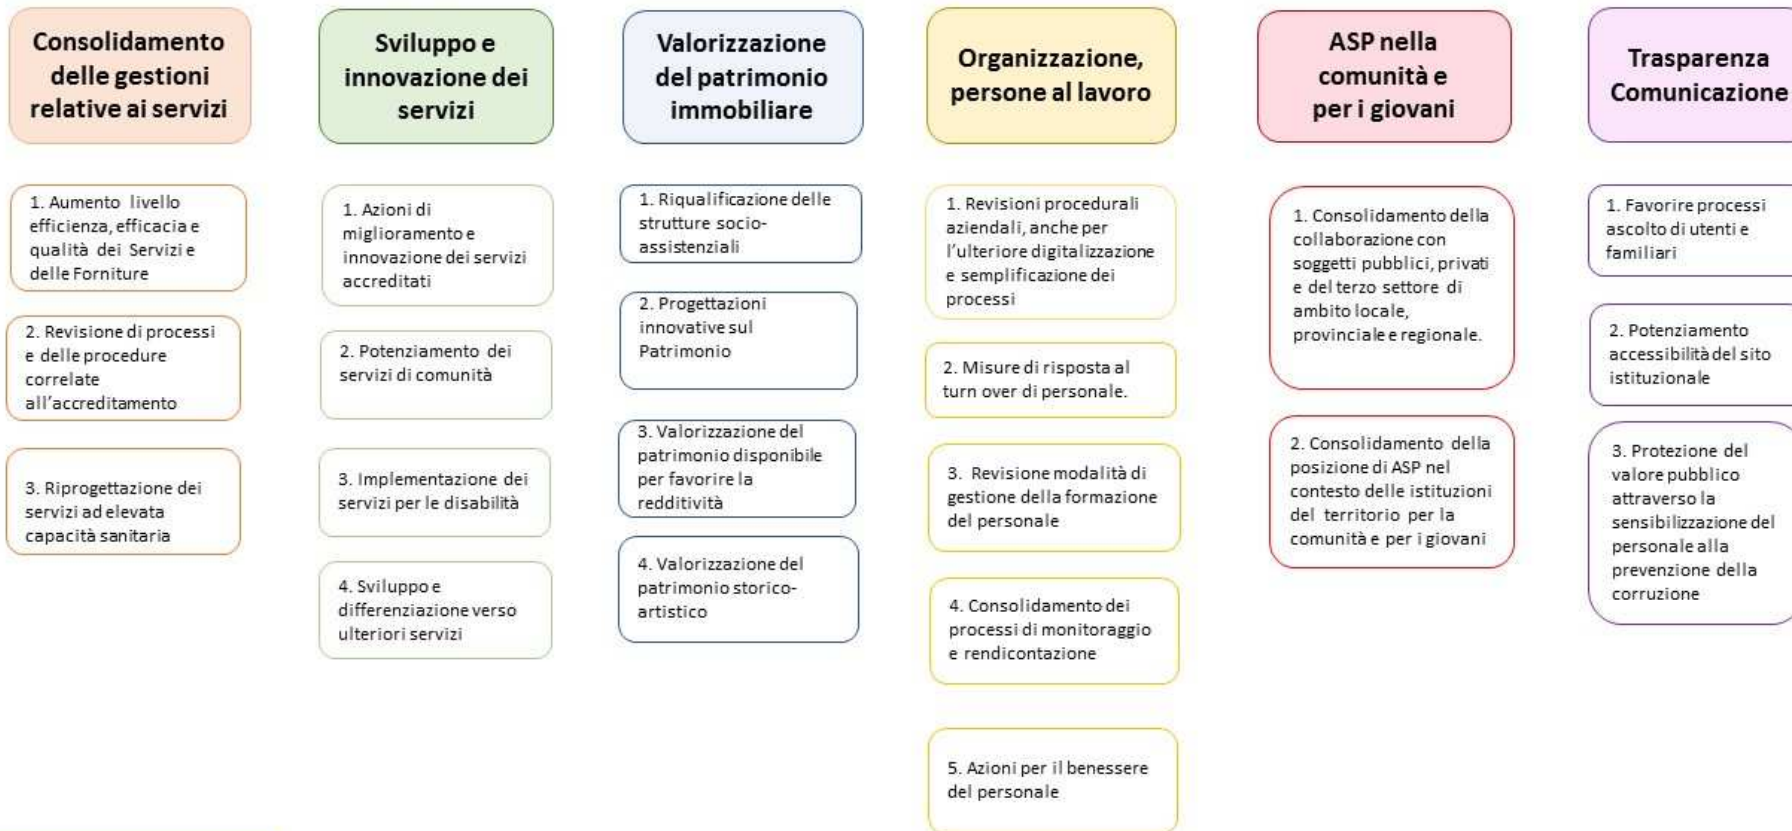 Consolidamento
delle gestioni
relative ai servizi
1. Aumento livello
efficienza, efficacia e
qualità dei Servizi e
delle Forniture
2. Revisione di processi
e delle procedure
correlate
all'accreditamento
3. Riprogettazione dei
servizi ad elevata
capacità sanitaria
Sviluppo e
innovazione dei
servizi
1. Azioni di
miglioramento e
innovazione dei servizi
accreditati
2. Potenziamento dei
servizi di comunità
3. Implementazione dei
servizi per le disabilità
4. Sviluppo e
differenziazione verso
ulteriori servizi
Valorizzazione
del patrimonio
immobiliare
1. Riqualificazione delle
strutture socio-
assistenziali
2. Progettazioni
innovative sul
Patrimonio
3. Valorizzazione del
patrimonio disponibile
per favorire la
redditività
4. Valorizzazione del
patrimonio storico-
artistico
Organizzazione,
persone al lavoro
1. Revisioni procedurali
aziendali, anche per
l'ulteriore digitalizzazione
e semplificazione dei
processi
2. Misure di risposta al
turn over di personale.
3. Revisione modalità di
gestione della formazione
del personale
4. Consolidamento dei
processi di monitoraggio
e rendicontazione
5. Azioni per il benessere
del personale
ASP nella
comunità e
per i giovani
1. Consolidamento della
collaborazione con
soggetti pubblici, privati
e del terzo settore di
ambito locale,
provinciale e regionale.
2. Consolidamento della
posizione di ASP nel
contesto delle istituzioni
del territorio per la
comunità e per i giovani
Trasparenza
Comunicazione
1. Favorire processi
ascolto di utenti e
familiari
2. Potenziamento
accessibilità del sito
istituzionale
3. Protezione del
valore pubblico
attraverso la
sensibilizzazione del
personale alla
prevenzione della
corruzione